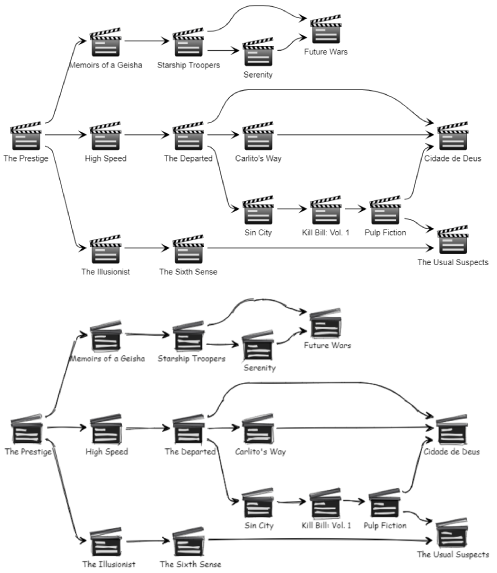 Memoirs of a Geisha
Starship Troopers
Future Wars
Serenity
The Prestige
High Speed
The Departed
Carlito's Way
Cidade de Deus
Sin City
Kill Bill: Vol. 1
Pulp Fiction
The Illusionist
The Sixth Sense
The Usual Suspects
Memoirs of a Geisha
Starship Troopers
Future Wars
Serenity
The Prestige
High Speed
The Departed
Carlito's Way
Cidade de Deus
Sin City
Kill Bill: Vol. 1
Pulp Fiction
The Illusionist
The Sixth Sense
The Usual Suspects